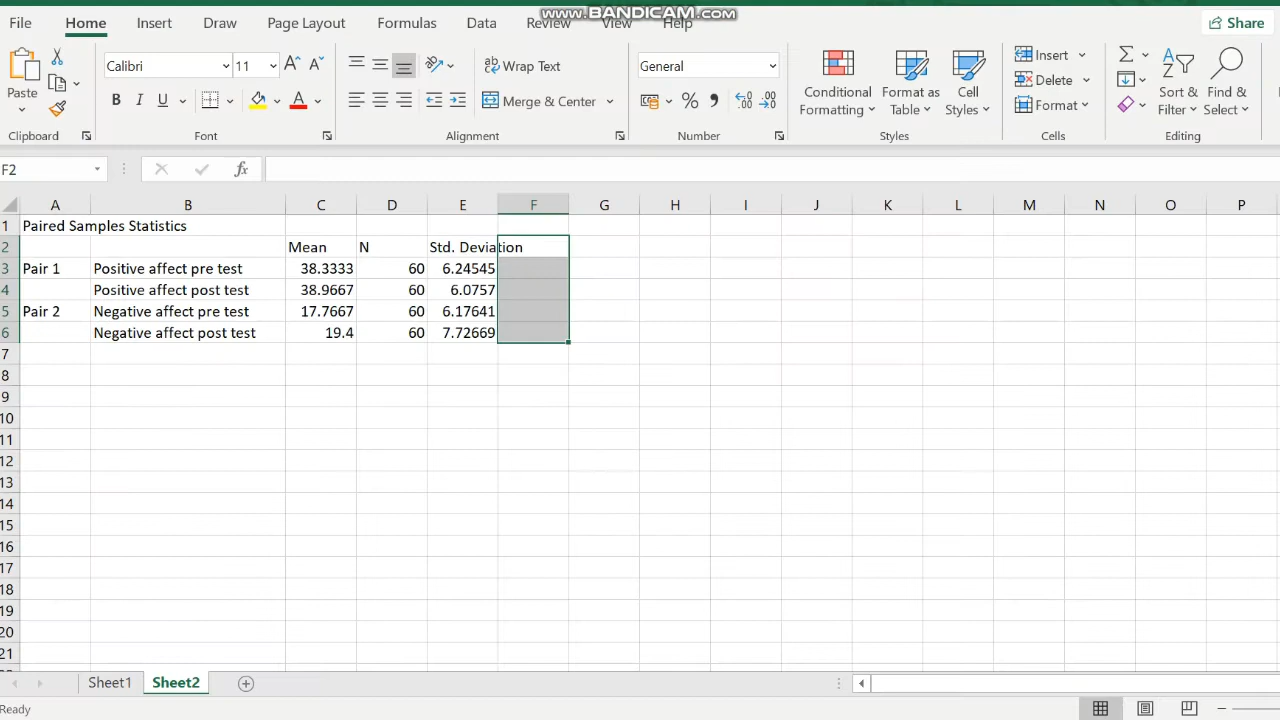 www.BANDICAM.com
File Home Insert Draw Page Layout Formulas Data Review View Help Share
Calibri 11 Wrap Text General Insert
Paste B I U Merge & Center % Conditional Formatting Format as Table Cell Styles Delete Sort & Filter Find & Select
Format
Clipboard Font Alignment Number Styles Cells Editing
F2 fx
A B C D E F G H I J K L M N O P
1 Paired Samples Statistics
2 Mean N Std. Deviation
3 Pair 1 Positive affect pre test 38.3333 60 6.24545
4 Positive affect post test 38.9667 60 6.0757
5 Pair 2 Negative affect pre test 17.7667 60 6.17641
6 Negative affect post test 19.4 60 7.72669
7
8
9
10
11
12
13
14
15
16
17
18
19
20
21
Sheet1 Sheet2
Ready